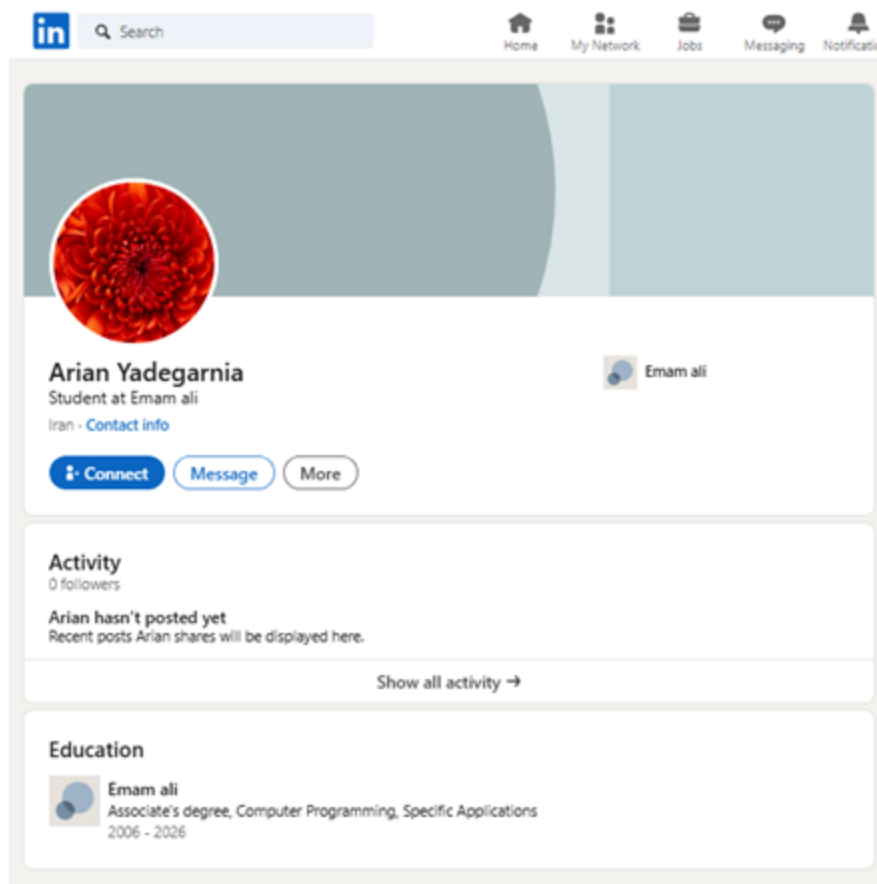 in
Search
Home
My Network
Jobs
Messaging
Notificatio
Arian Yadegarnia
Student at Emam ali
Iran · Contact info
Emam ali
Connect
Message
More
Activity
0 followers
Arian hasn't posted yet
Recent posts Arian shares will be displayed here.
Show all activity →
Education
Emam ali
Associate's degree, Computer Programming, Specific Applications
2006 - 2026